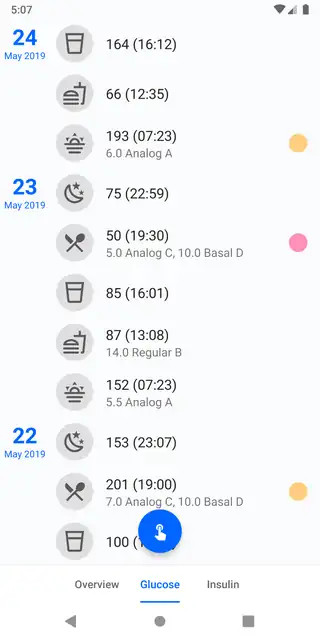 5:07
24
May 2019
164 (16:12)
66 (12:35)
193 (07:23)
6.0 Analog A
23
May 2019
75 (22:59)
50 (19:30)
5.0 Analog C, 10.0 Basal D
85 (16:01)
87 (13:08)
14.0 Regular B
152 (07:23)
5.5 Analog A
22
May 2019
153 (23:07)
201 (19:00)
7.0 Analog C, 10.0 Basal D
100
Overview
Glucose
Insulin